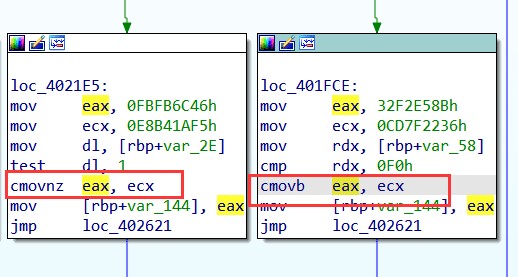 loc_4021E5:
mov eax, 0FBFB6C46h
mov ecx, 0E8B41AF5h
mov dl, [rbp+var_2E]
test dl, 1
cmovnz eax, ecx
mov [rbp+var_144], eax
jmp loc_402621
loc_401FCE:
mov eax, 32F2E58Bh
mov ecx, 0CD7F2236h
mov rdx, [rbp+var_58]
cmp rdx, 0F0h
cmovb eax, ecx
mov [rbp+var_144], eax
jmp loc_402621